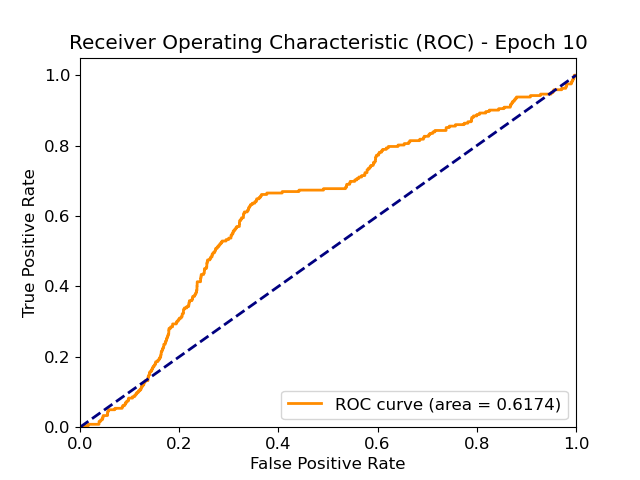 Receiver Operating Characteristic (ROC) - Epoch 10
True Positive Rate
1.0
0.8
0.6
0.4
0.2
0.0
ROC curve (area = 0.6174)
0.0 0.2 0.4 0.6 0.8 1.0
False Positive Rate